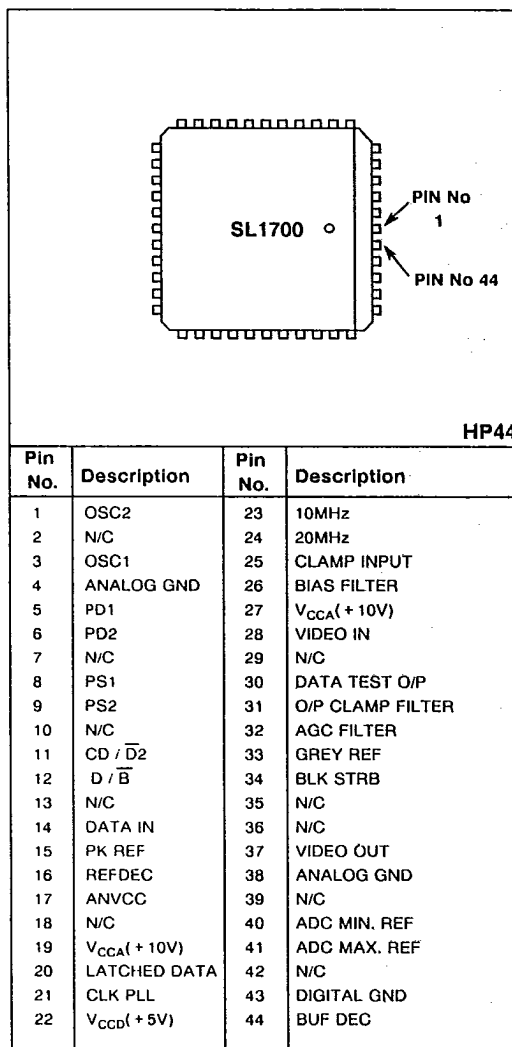 SL1700
PIN No
1
PIN No 44
HP44
Pin No. Description Pin No. Description
1 OSC2 23 10MHz
2 N/C 24 20MHz
3 OSC1 25 CLAMP INPUT
4 ANALOG GND 26 BIAS FILTER
5 PD1 27 VCCA(+10V)
6 PD2 28 VIDEO IN
7 N/C 29 N/C
8 PS1 30 DATA TEST O/P
9 PS2 31 O/P CLAMP FILTER
10 N/C 32 AGC FILTER
11 CD / D̅2 33 GREY REF
12 D / B̅ 34 BLK STRB
13 N/C 35 N/C
14 DATA IN 36 N/C
15 PK REF 37 VIDEO OUT
16 REFDEC 38 ANALOG GND
17 ANVCC 39 N/C
18 N/C 40 ADC MIN. REF
19 VCCA(+10V) 41 ADC MAX. REF
20 LATCHED DATA 42 N/C
21 CLK PLL 43 DIGITAL GND
22 VCCD(+5V) 44 BUF DEC